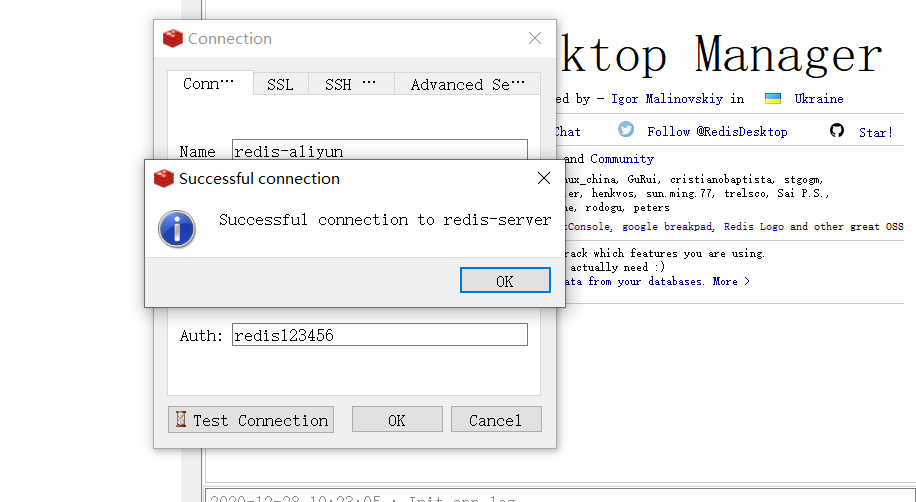 Connection
Conn…
SSL
SSH …
Advanced Se…
Name
redis-aliyun
Successful connection
Successful connection to redis-server
OK
Auth:
redis123456
Test Connection
OK
Cancel
ktop Manager
ed by - Igor Malinovskiy in Ukraine
Chat
Follow @RedisDesktop
Star!
and Community
ux_china, GuRui, cristianobaptista, stgogm,
er, henkvos, sun.ming.77, trelsco, Sai P.S.,
ne, rodogu, peters
Console, google breakpad, Redis Logo and other great OSS
rack which features you are using.
actually need :)
ata from your databases. More >
2020-12-28 10:23:05 : Init app log